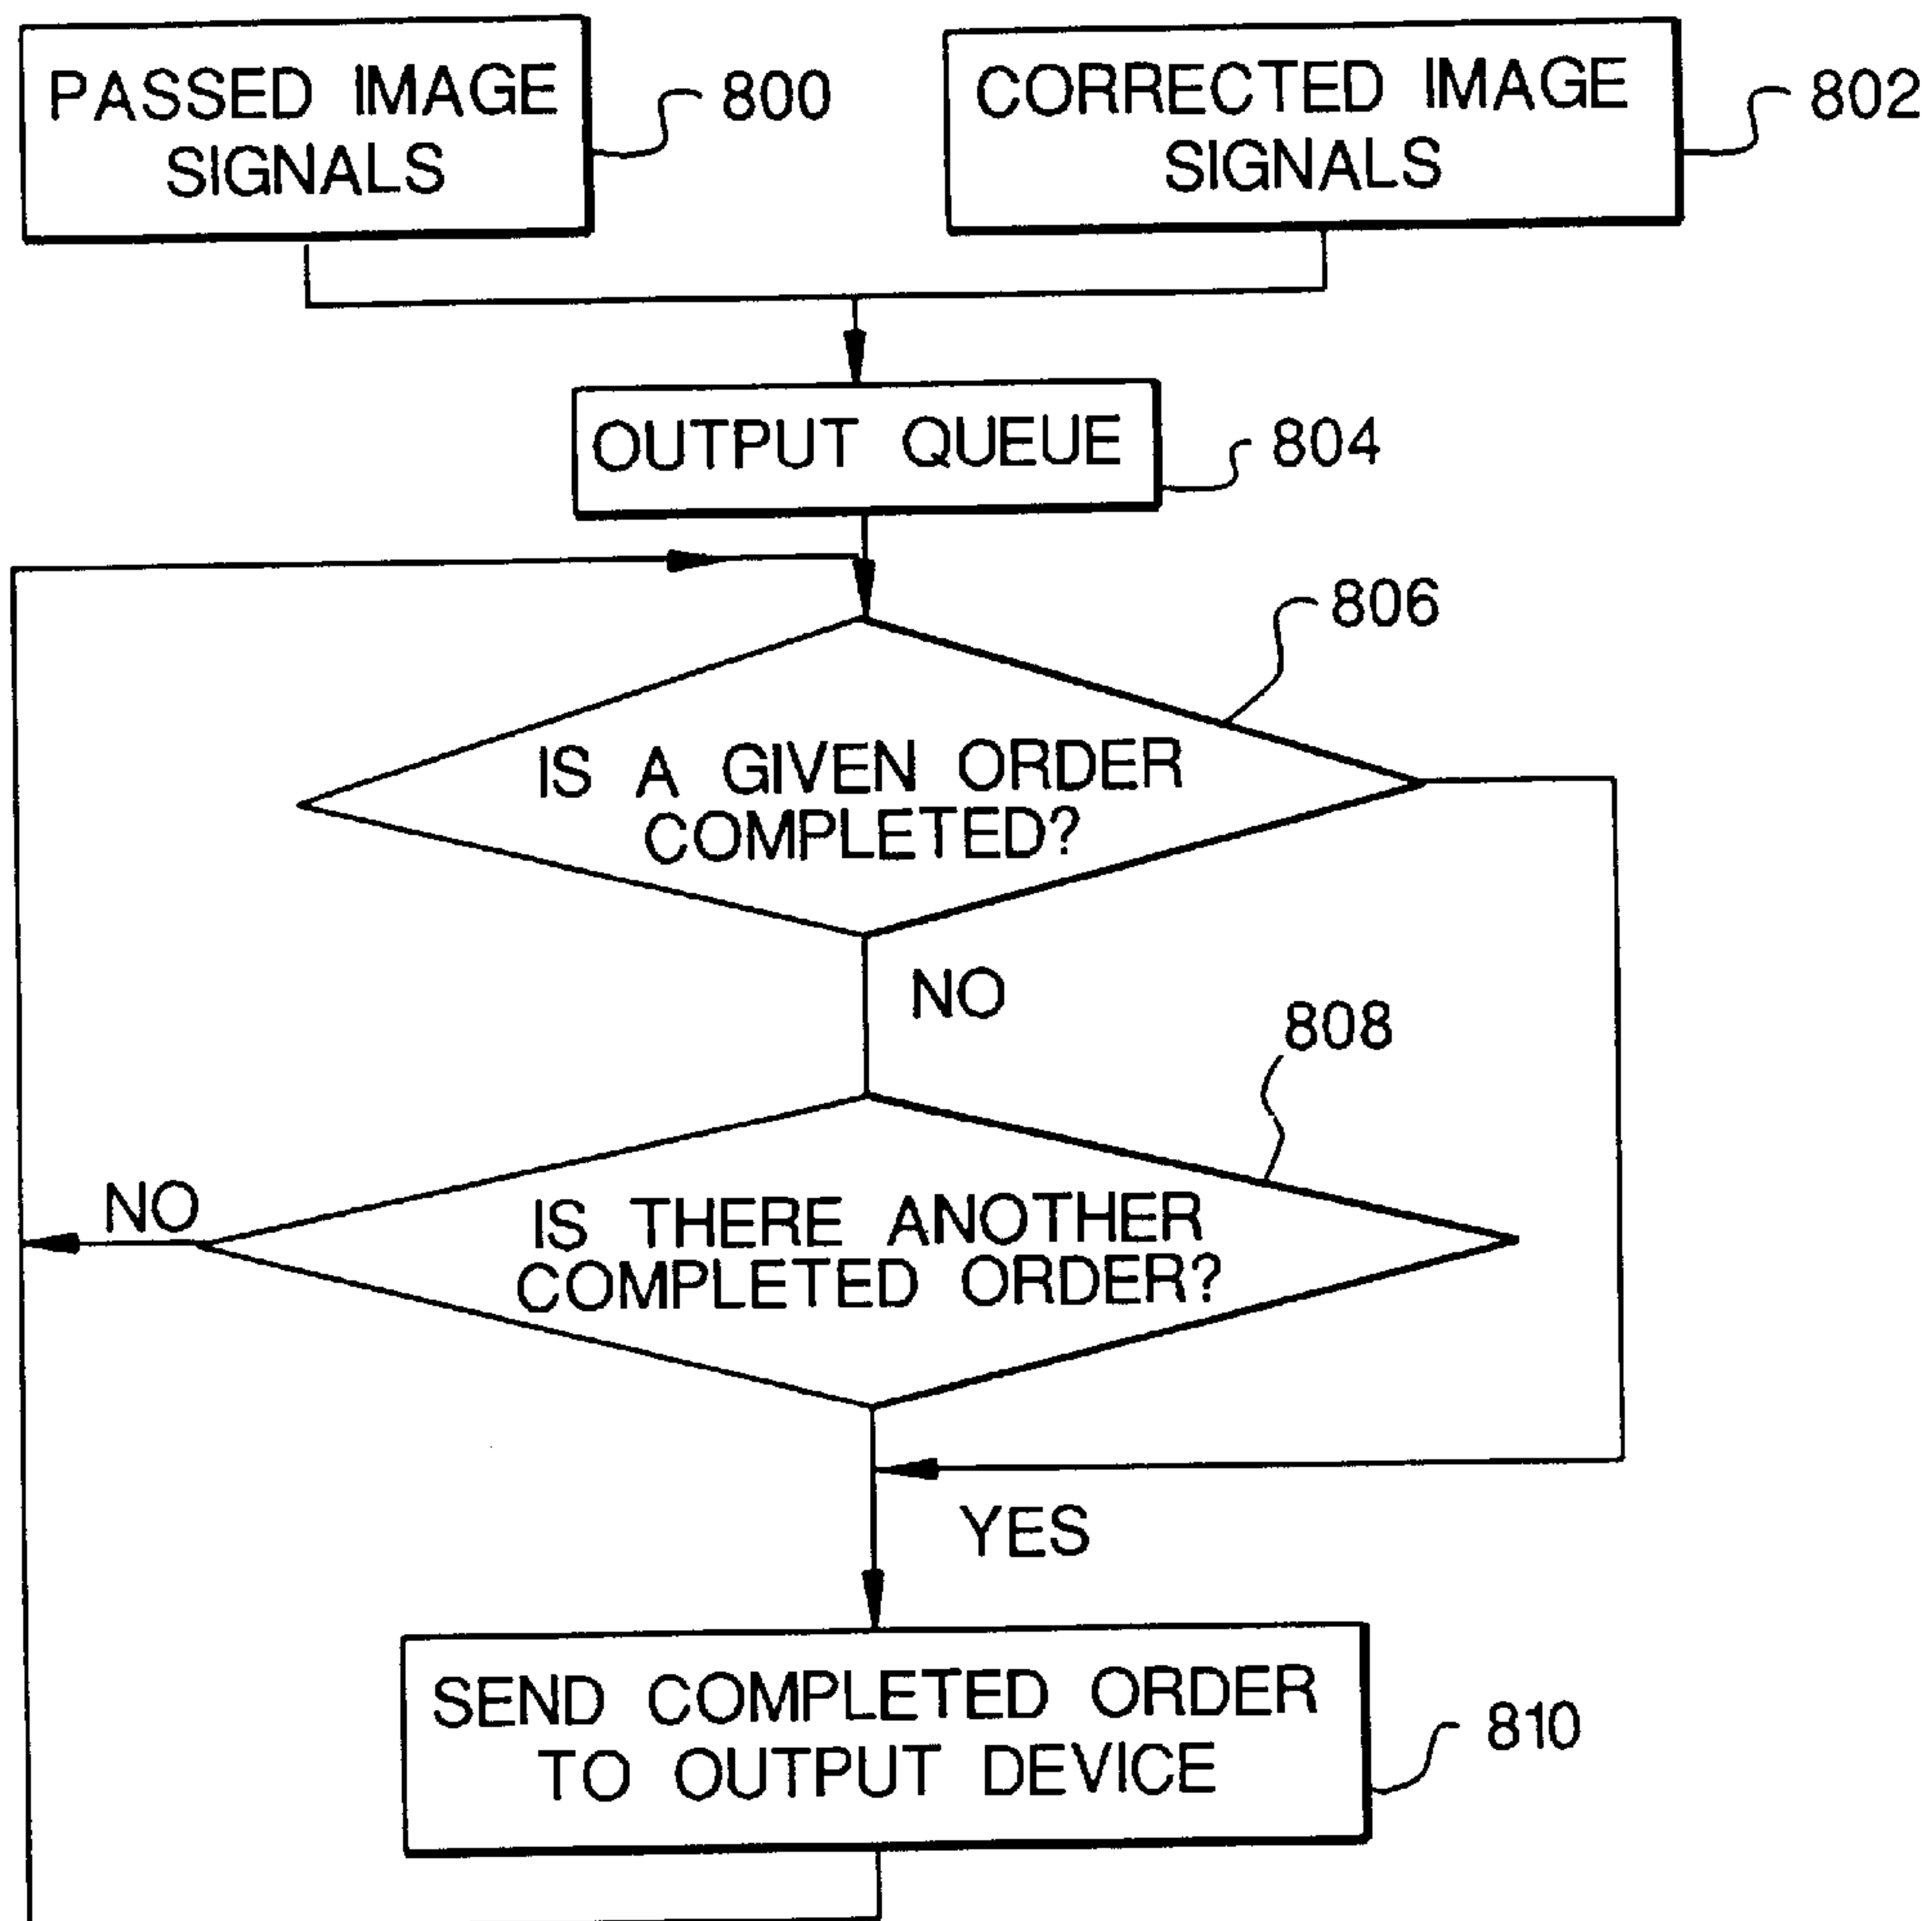 PASSED IMAGE
SIGNALS
800
CORRECTED IMAGE
SIGNALS
802
OUTPUT QUEUE
804
806
IS A GIVEN ORDER
COMPLETED?
NO
808
NO
IS THERE ANOTHER
COMPLETED ORDER?
YES
SEND COMPLETED ORDER
TO OUTPUT DEVICE
810